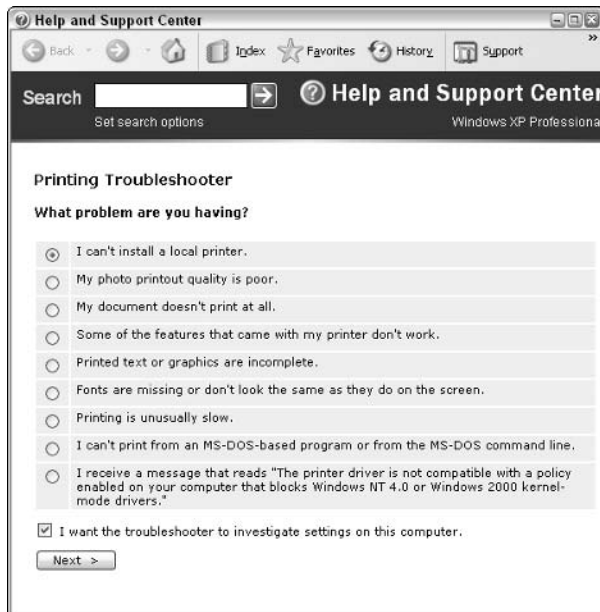 Help and Support Center
Back
Index
Favorites
History
Support
»
Search
Help and Support Center
Set search options
Windows XP Professiona
Printing Troubleshooter
What problem are you having?
I can't install a local printer.
My photo printout quality is poor.
My document doesn't print at all.
Some of the features that came with my printer don't work.
Printed text or graphics are incomplete.
Fonts are missing or don't look the same as they do on the screen.
Printing is unusually slow.
I can't print from an MS-DOS-based program or from the MS-DOS command line.
I receive a message that reads "The printer driver is not compatible with a policy
enabled on your computer that blocks Windows NT 4.0 or Windows 2000 kernel-
mode drivers."
I want the troubleshooter to investigate settings on this computer.
Next >